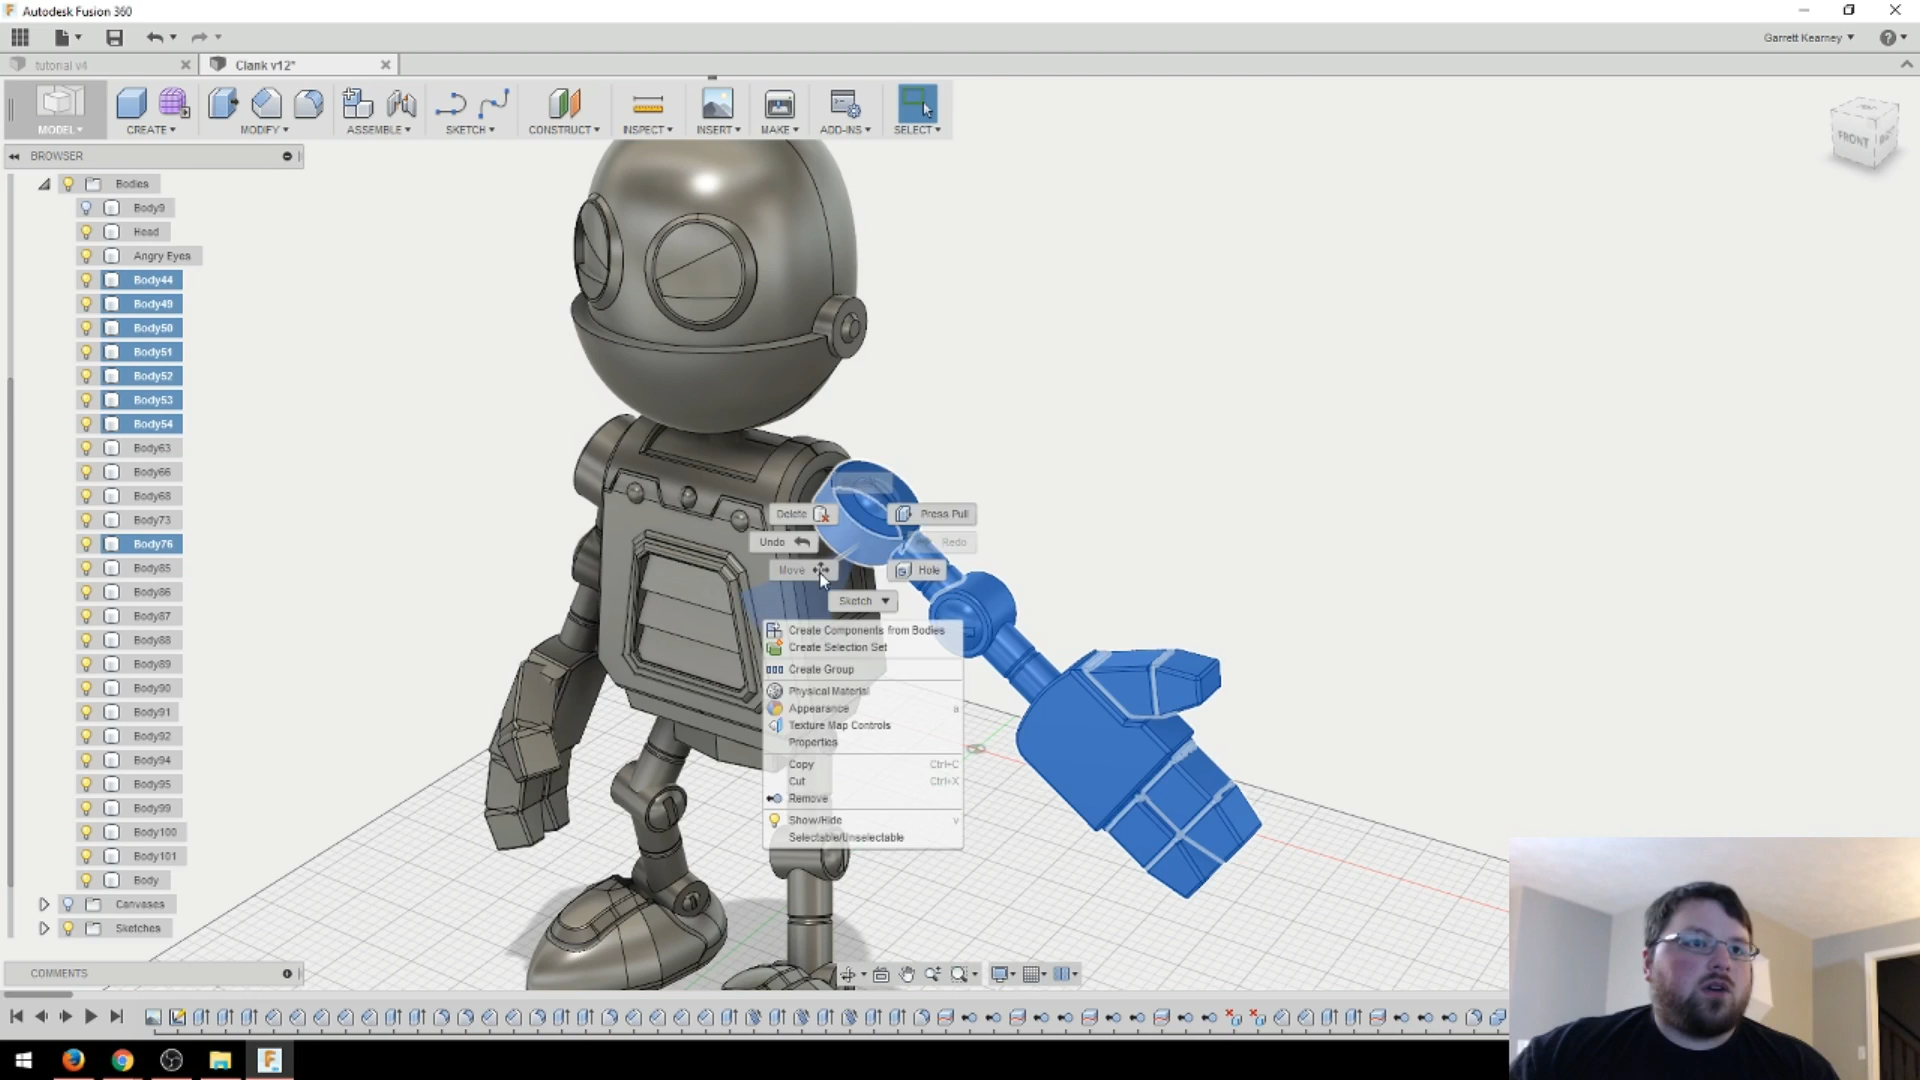 Autodesk Fusion 360
Garrett Kearney
tutorial v4
Clank v12*
MODEL
CREATE
MODIFY
ASSEMBLE
SKETCH
CONSTRUCT
INSPECT
INSERT
MAKE
ADD-INS
SELECT
FRONT
BROWSER
Bodies
Body9
Head
Angry Eyes
Body44
Body49
Body50
Body51
Body52
Body53
Body54
Body63
Body66
Body68
Body73
Body76
Body85
Body86
Body87
Body88
Body89
Body90
Body91
Body92
Body94
Body95
Body99
Body100
Body101
Body
Canvases
Sketches
COMMENTS
Delete
Press Pull
Undo
Redo
Move
Hole
Sketch
Create Components from Bodies
Create Selection Set
Create Group
Physical Material
Appearance a
Texture Map Controls
Properties
Copy Ctrl+C
Cut Ctrl+X
Remove
Show/Hide v
Selectable/Unselectable